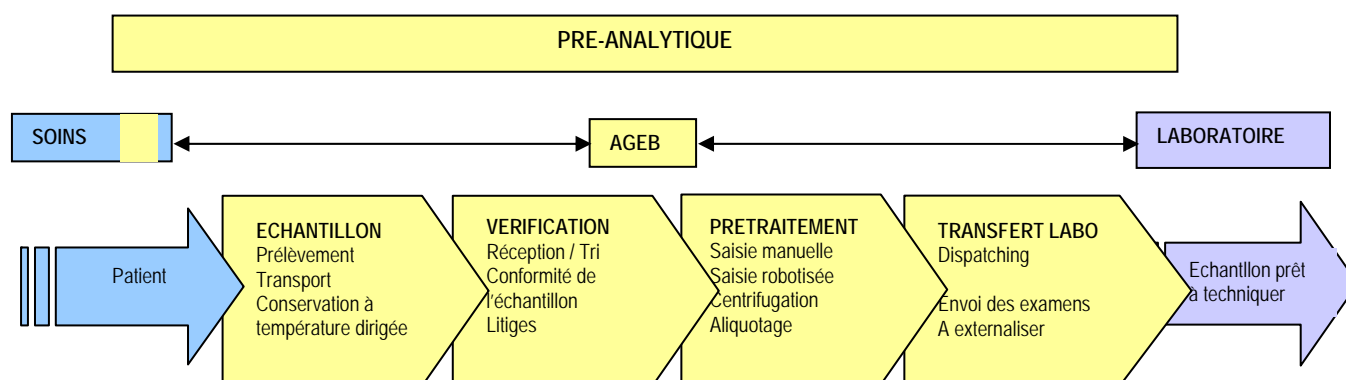 PRE-ANALYTIQUE
SOINS
AGEB
LABORATOIRE
Patient
ECHANTILLON
Prélèvement
Transport
Conservation à
température dirigée
VERIFICATION
Réception / Tri
Conformité de
l'échantillon
Litiges
PRETRAITEMENT
Saisie manuelle
Saisie robotisée
Centrifugation
Aliquotage
TRANSFERT LABO
Dispatching
Envoi des examens
A externaliser
Echantllon prêt
à techniquer